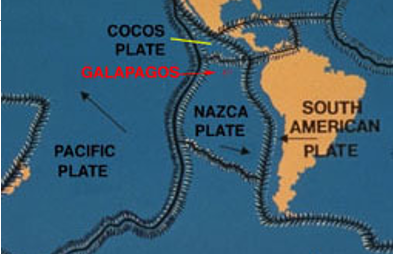 COCOS
PLATE
GALAPAGOS
NAZCA
PLATE
SOUTH
AMERICAN
PLATE
PACIFIC
PLATE